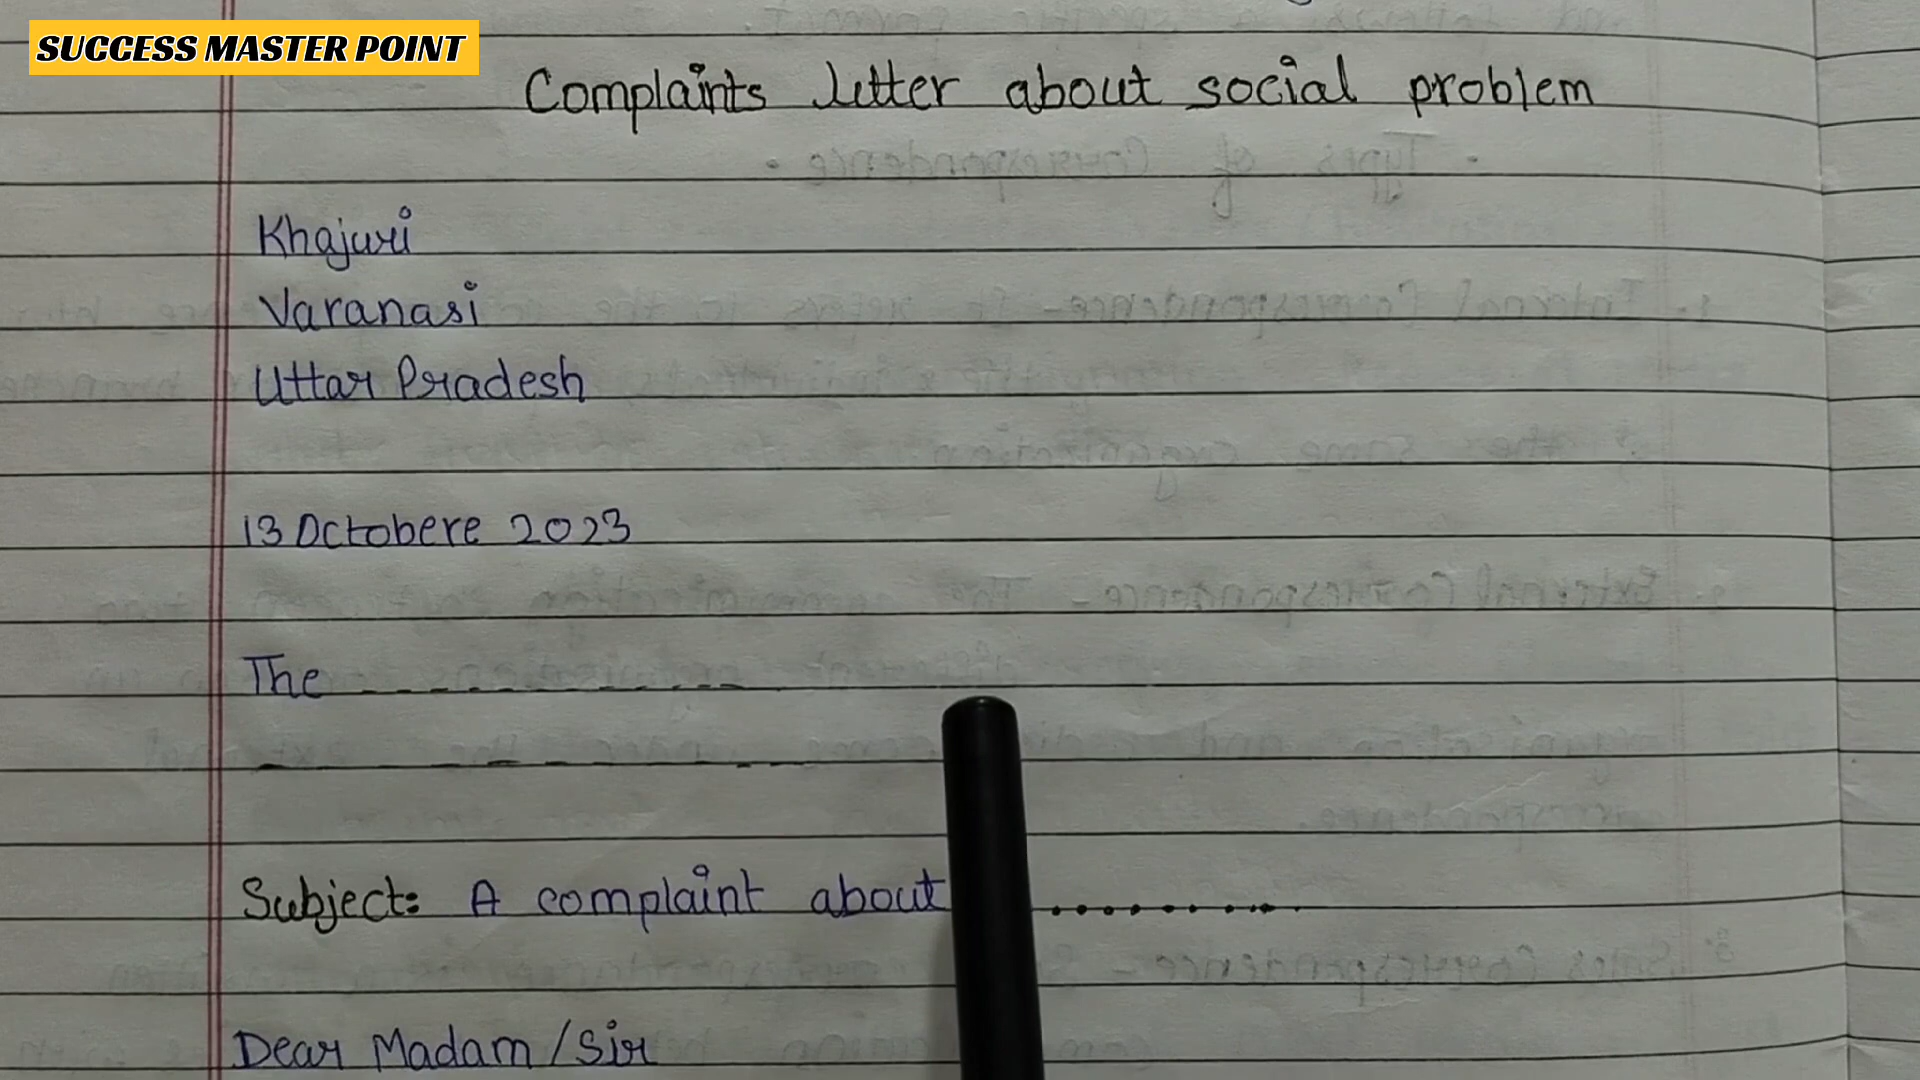 SUCCESS MASTER POINT
Complaints letter about social problem
Khajuri
Varanasi
Uttar Pradesh
13 Octobere 2023
The _ _ _ _ _ _ _ _ _ _ _ _ _
_ _ _ _ _ _ _ _ _ _ _
Subject: A complaint about ..........
Dear Madam / Sir